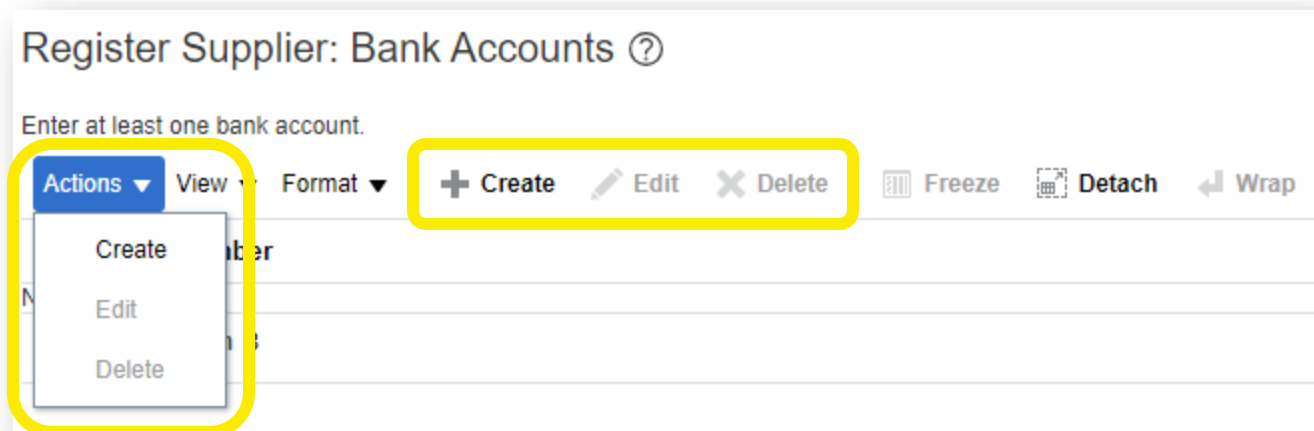 Register Supplier: Bank Accounts ?
Enter at least one bank account.
Actions View Format Create Edit Delete Freeze Detach Wrap
Create
Edit
Delete